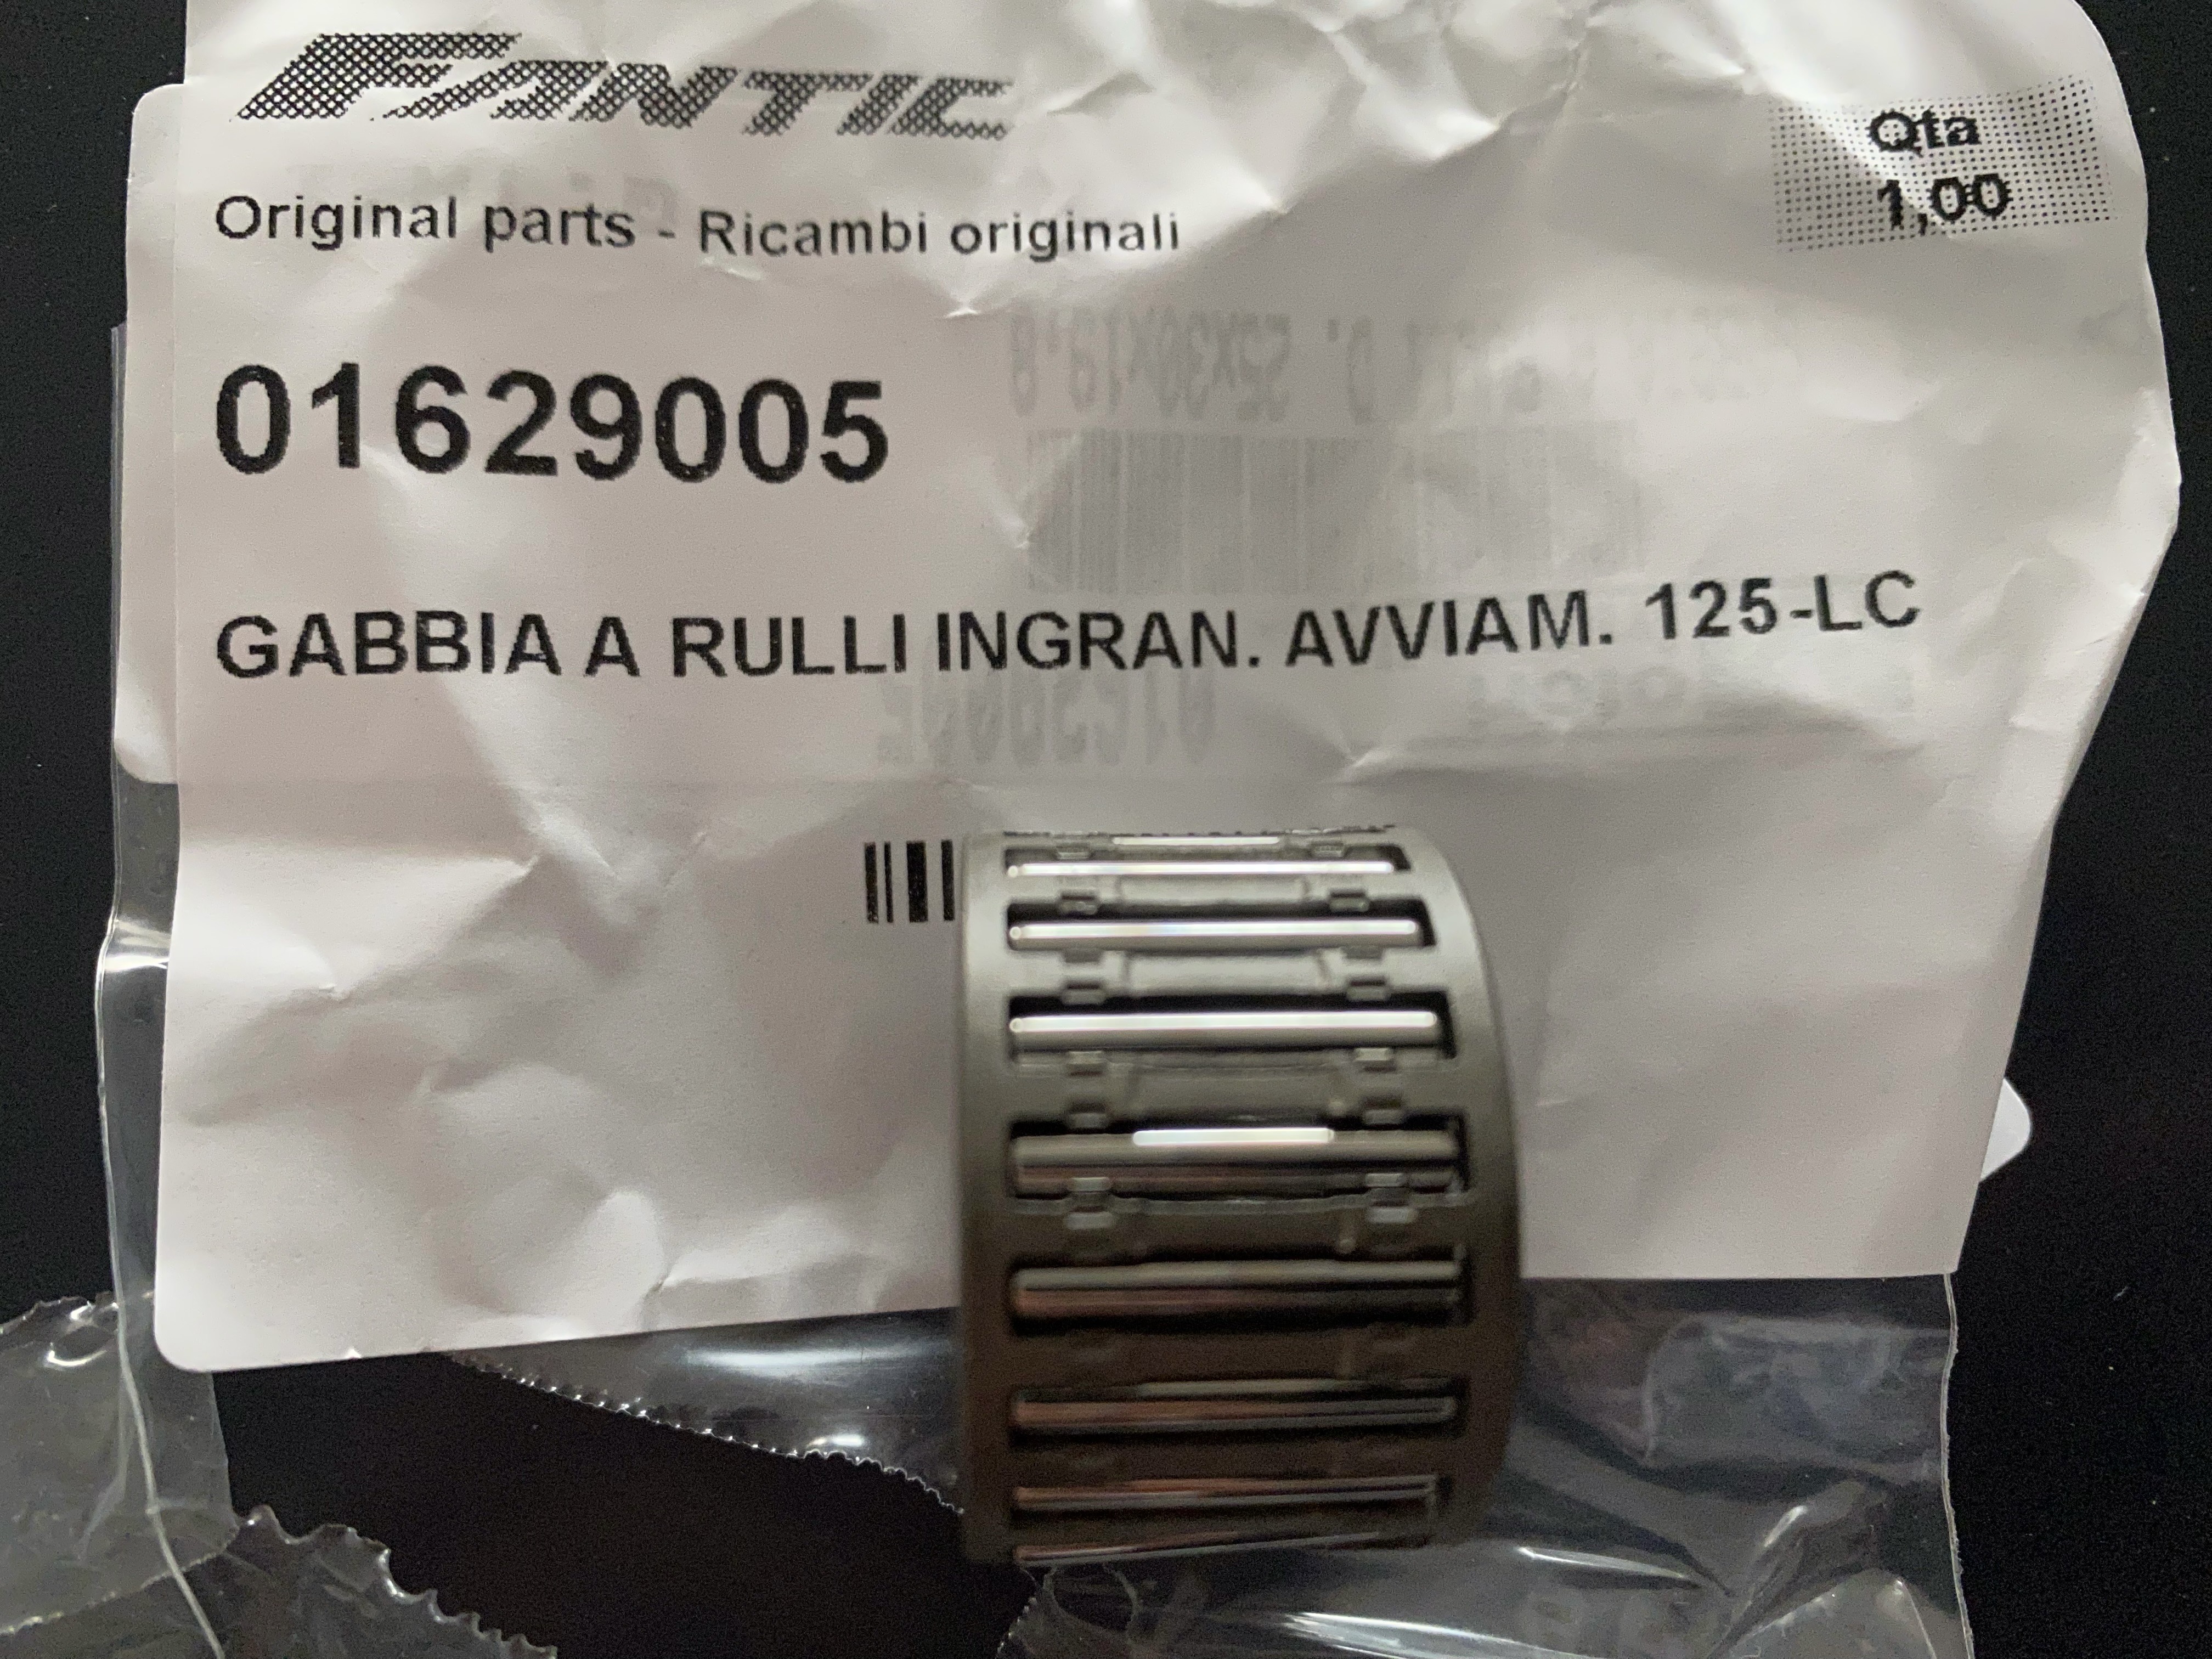 FANTIC
Qta
1,00
Original parts - Ricambi originali
01629005
GABBIA A RULLI INGRAN. AVVIAM. 125-LC